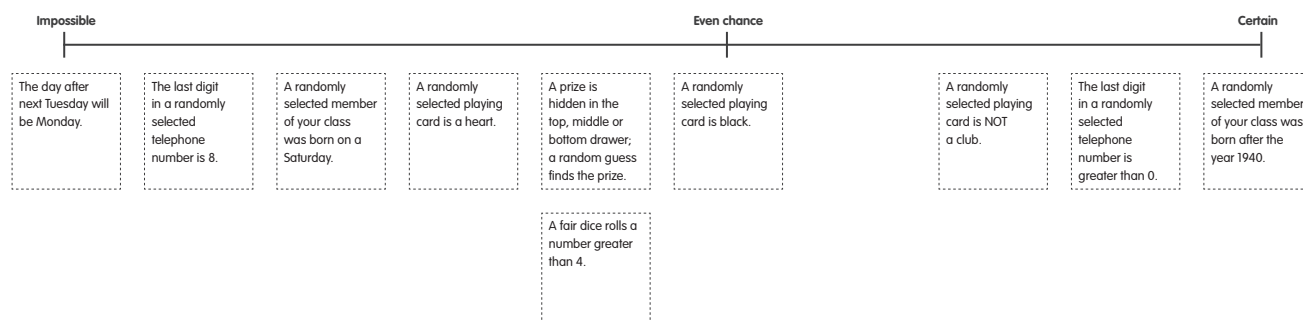 Impossible
Even chance
Certain
The day after
next Tuesday will
be Monday.
The last digit
in a randomly
selected
telephone
number is 8.
A randomly
selected member
of your class
was born on a
Saturday.
A randomly
selected playing
card is a heart.
A prize is
hidden in the
top, middle or
bottom drawer;
a random guess
finds the prize.
A randomly
selected playing
card is black.
A randomly
selected playing
card is NOT
a club.
The last digit
in a randomly
selected
telephone
number is
greater than 0.
A randomly
selected member
of your class was
born after the
year 1940.
A fair dice rolls a
number greater
than 4.